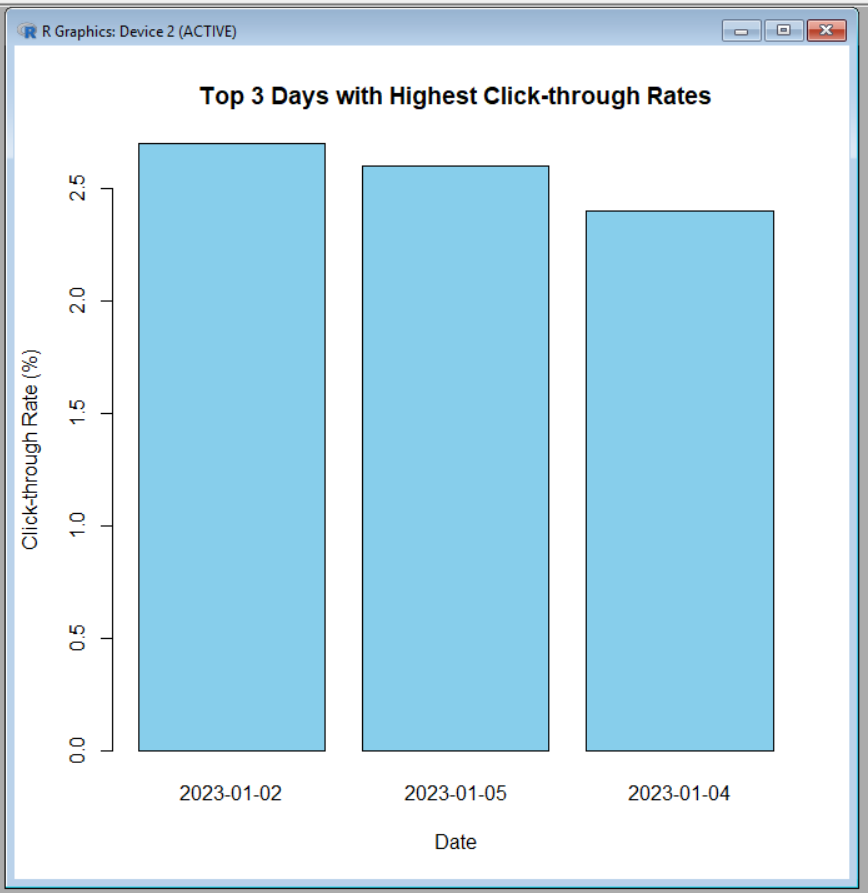 R Graphics: Device 2 (ACTIVE)
Top 3 Days with Highest Click-through Rates
Click-through Rate (%)
2.5
2.0
1.5
1.0
0.5
0.0
2023-01-02 2023-01-05 2023-01-04
Date